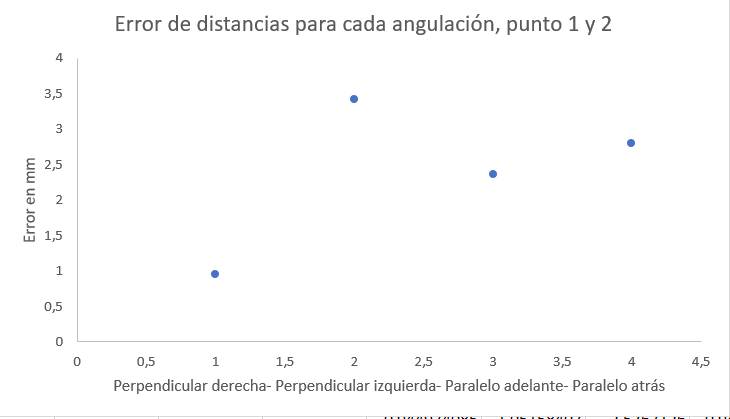 Error de distancias para cada angulación, punto 1 y 2
4
3,5
3
2,5
2
1,5
1
0,5
0
Error en mm
0 0,5 1 1,5 2 2,5 3 3,5 4 4,5
Perpendicular derecha- Perpendicular izquierda- Paralelo adelante- Paralelo atrás